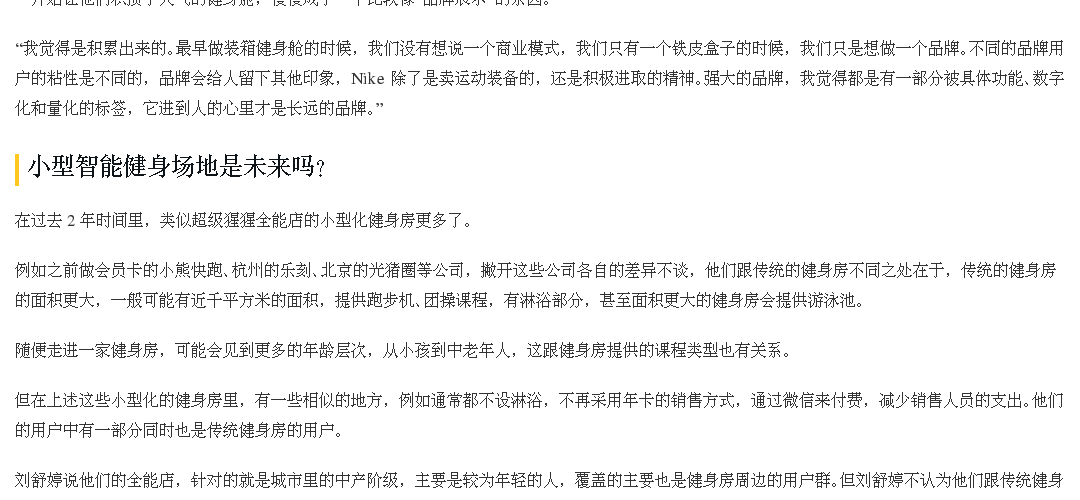 “我觉得是积累出来的。最早做装箱健身舱的时候，我们没有想说一个商业模式，我们只有一个铁皮盒子的时候，我们只是想做一个品牌。不同的品牌用
户的粘性是不同的，品牌会给人留下其他印象，Nike 除了是卖运动装备的，还是积极进取的精神。强大的品牌，我觉得都是有一部分被具体功能、数字
化和量化的标签，它进到人的心里才是长远的品牌。”
小型智能健身场地是未来吗？
在过去 2 年时间里，类似超级猩猩全能店的小型化健身房更多了。
例如之前做会员卡的小熊快跑、杭州的乐刻、北京的光猪圈等公司，撇开这些公司各自的差异不谈，他们跟传统的健身房不同之处在于，传统的健身房
的面积更大，一般可能有近千平方米的面积，提供跑步机、团操课程，有淋浴部分，甚至面积更大的健身房会提供游泳池。
随便走进一家健身房，可能会见到更多的年龄层次，从小孩到中老年人，这跟健身房提供的课程类型也有关系。
但在上述这些小型化的健身房里，有一些相似的地方，例如通常都不设淋浴，不再采用年卡的销售方式，通过微信来付费，减少销售人员的支出。他们
的用户中有一部分同时也是传统健身房的用户。
刘舒婷说他们的全能店，针对的就是城市里的中产阶级，主要是较为年轻的人，覆盖的主要也是健身房周边的用户群。但刘舒婷不认为他们跟传统健身